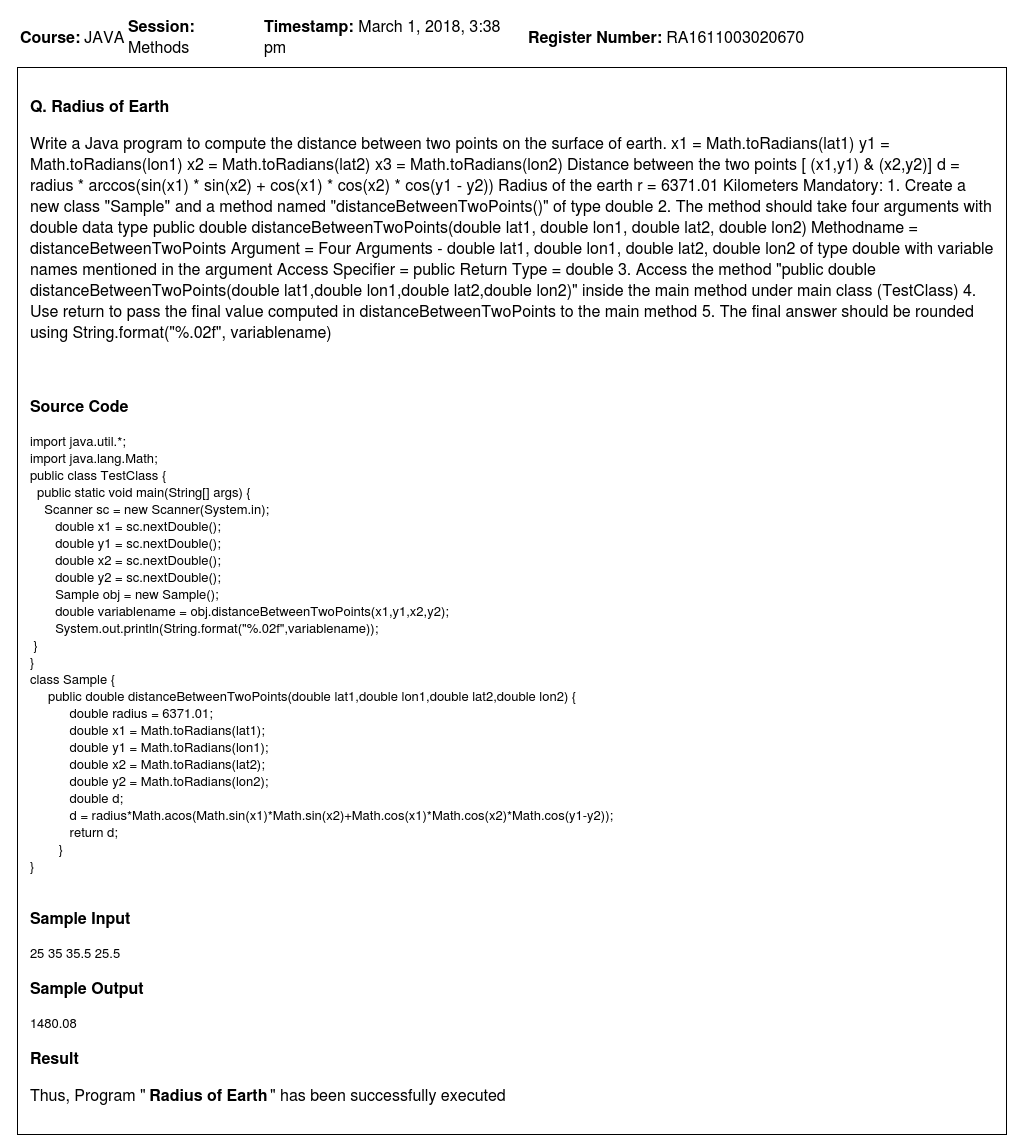 Course: JAVA Session: Methods Timestamp: March 1, 2018, 3:38 pm Register Number: RA1611003020670
Q. Radius of Earth
Write a Java program to compute the distance between two points on the surface of earth. x1 = Math.toRadians(lat1) y1 =
Math.toRadians(lon1) x2 = Math.toRadians(lat2) x3 = Math.toRadians(lon2) Distance between the two points [ (x1,y1) & (x2,y2)] d =
radius * arccos(sin(x1) * sin(x2) + cos(x1) * cos(x2) * cos(y1 - y2)) Radius of the earth r = 6371.01 Kilometers Mandatory: 1. Create a
new class "Sample" and a method named "distanceBetweenTwoPoints()" of type double 2. The method should take four arguments with
double data type public double distanceBetweenTwoPoints(double lat1, double lon1, double lat2, double lon2) Methodname =
distanceBetweenTwoPoints Argument = Four Arguments - double lat1, double lon1, double lat2, double lon2 of type double with variable
names mentioned in the argument Access Specifier = public Return Type = double 3. Access the method "public double
distanceBetweenTwoPoints(double lat1,double lon1,double lat2,double lon2)" inside the main method under main class (TestClass) 4.
Use return to pass the final value computed in distanceBetweenTwoPoints to the main method 5. The final answer should be rounded
using String.format("%.02f", variablename)
Source Code
import java.util.*;
import java.lang.Math;
public class TestClass {
public static void main(String[] args) {
Scanner sc = new Scanner(System.in);
double x1 = sc.nextDouble();
double y1 = sc.nextDouble();
double x2 = sc.nextDouble();
double y2 = sc.nextDouble();
Sample obj = new Sample();
double variablename = obj.distanceBetweenTwoPoints(x1,y1,x2,y2);
System.out.println(String.format("%.02f",variablename));
}
}
class Sample {
public double distanceBetweenTwoPoints(double lat1,double lon1,double lat2,double lon2) {
double radius = 6371.01;
double x1 = Math.toRadians(lat1);
double y1 = Math.toRadians(lon1);
double x2 = Math.toRadians(lat2);
double y2 = Math.toRadians(lon2);
double d;
d = radius*Math.acos(Math.sin(x1)*Math.sin(x2)+Math.cos(x1)*Math.cos(x2)*Math.cos(y1-y2));
return d;
}
}
Sample Input
25 35 35.5 25.5
Sample Output
1480.08
Result
Thus, Program " Radius of Earth " has been successfully executed